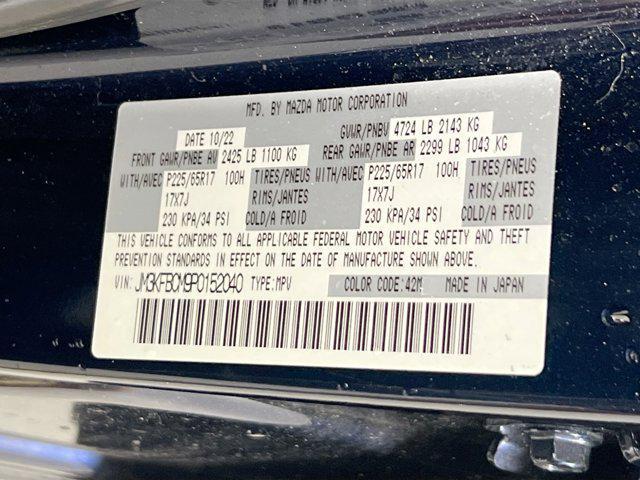 MFD. BY MAZDA MOTOR CORPORATION
DATE 10/22 GVWR/PNBV 4724 LB 2143 KG
FRONT GAWR/PNBE AV 2425 LB 1100 KG REAR GAWR/PNBE AR 2299 LB 1043 KG
WITH/AVEC P225/65R17 100H TIRES/PNEUS WITH/AVEC P225/65R17 100H TIRES/PNEUS
17X7J RIMS/JANTES 17X7J RIMS/JANTES
230 KPA/34 PSI COLD/A FROID 230 KPA/34 PSI COLD/A FROID
THIS VEHICLE CONFORMS TO ALL APPLICABLE FEDERAL MOTOR VEHICLE SAFETY AND THEFT
PREVENTION STANDARDS IN EFFECT ON THE DATE OF MANUFACTURE SHOWN ABOVE.
VIN: JM3KFBCM9P0152040 TYPE:MPV COLOR CODE:42M MADE IN JAPAN